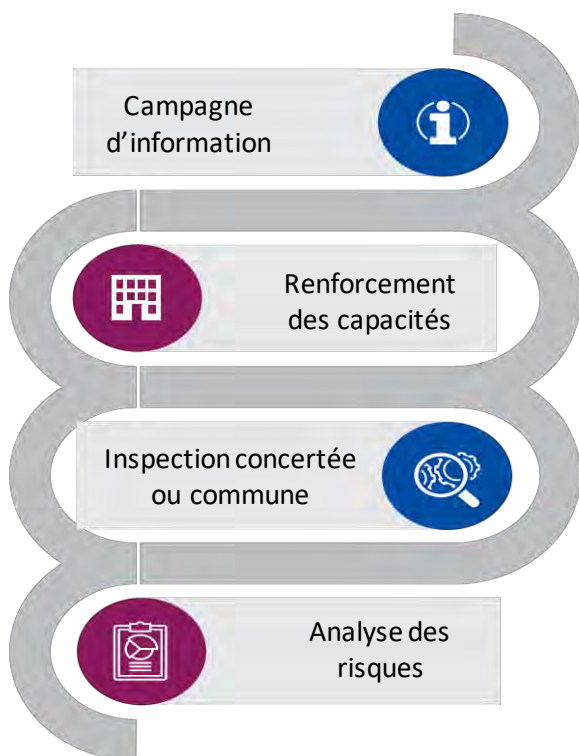 Campagne
d’information
Renforcement
des capacités
Inspection concertée
ou commune
Analyse des
risques